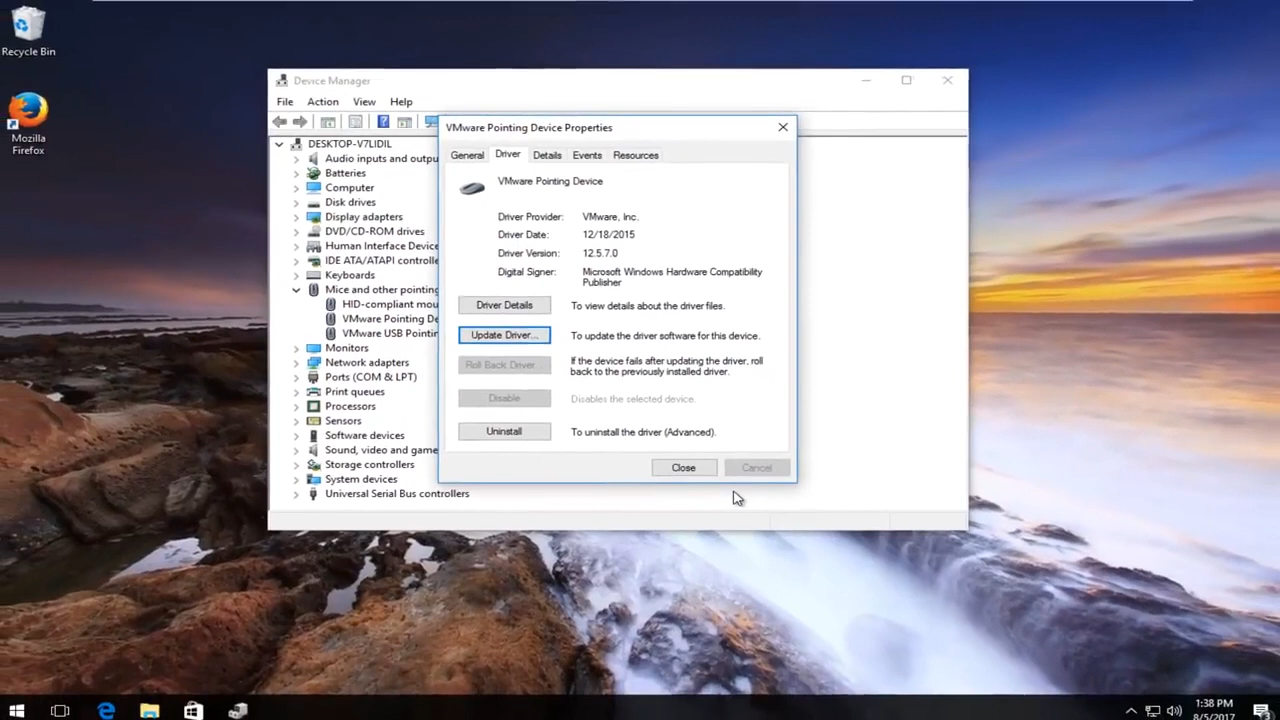 Recycle Bin
Mozilla
Firefox
Device Manager
File Action View Help
DESKTOP-V7LIDIL
Audio inputs and outpu
Batteries
Computer
Disk drives
Display adapters
DVD/CD-ROM drives
Human Interface Device
IDE ATA/ATAPI controlle
Keyboards
Mice and other pointing
HID-compliant mou
VMware Pointing De
VMware USB Pointin
Monitors
Network adapters
Ports (COM & LPT)
Print queues
Processors
Sensors
Software devices
Sound, video and game
Storage controllers
System devices
Universal Serial Bus controllers
VMware Pointing Device Properties
General Driver Details Events Resources
VMware Pointing Device
Driver Provider: VMware, Inc.
Driver Date: 12/18/2015
Driver Version: 12.5.7.0
Digital Signer: Microsoft Windows Hardware Compatibility
Publisher
Driver Details To view details about the driver files.
Update Driver... To update the driver software for this device.
Roll Back Driver... If the device fails after updating the driver, roll
back to the previously installed driver.
Disable Disables the selected device.
Uninstall To uninstall the driver (Advanced).
Close Cancel
1:38 PM
8/5/2017